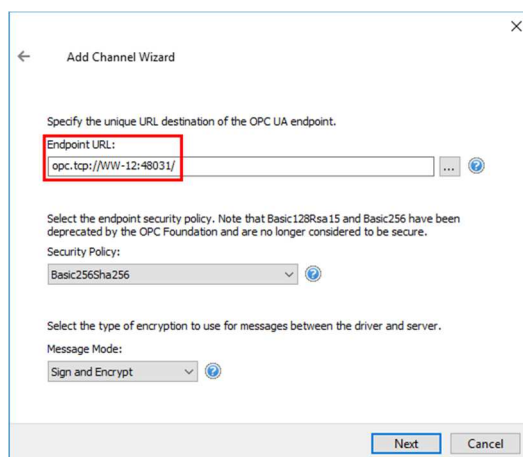 Add Channel Wizard
Specify the unique URL destination of the OPC UA endpoint.
Endpoint URL:
opc.tcp://WW-12:48031/
...
Select the endpoint security policy. Note that Basic128Rsa15 and Basic256 have been
deprecated by the OPC Foundation and are no longer considered to be secure.
Security Policy:
Basic256Sha256
Select the type of encryption to use for messages between the driver and server.
Message Mode:
Sign and Encrypt
Next Cancel